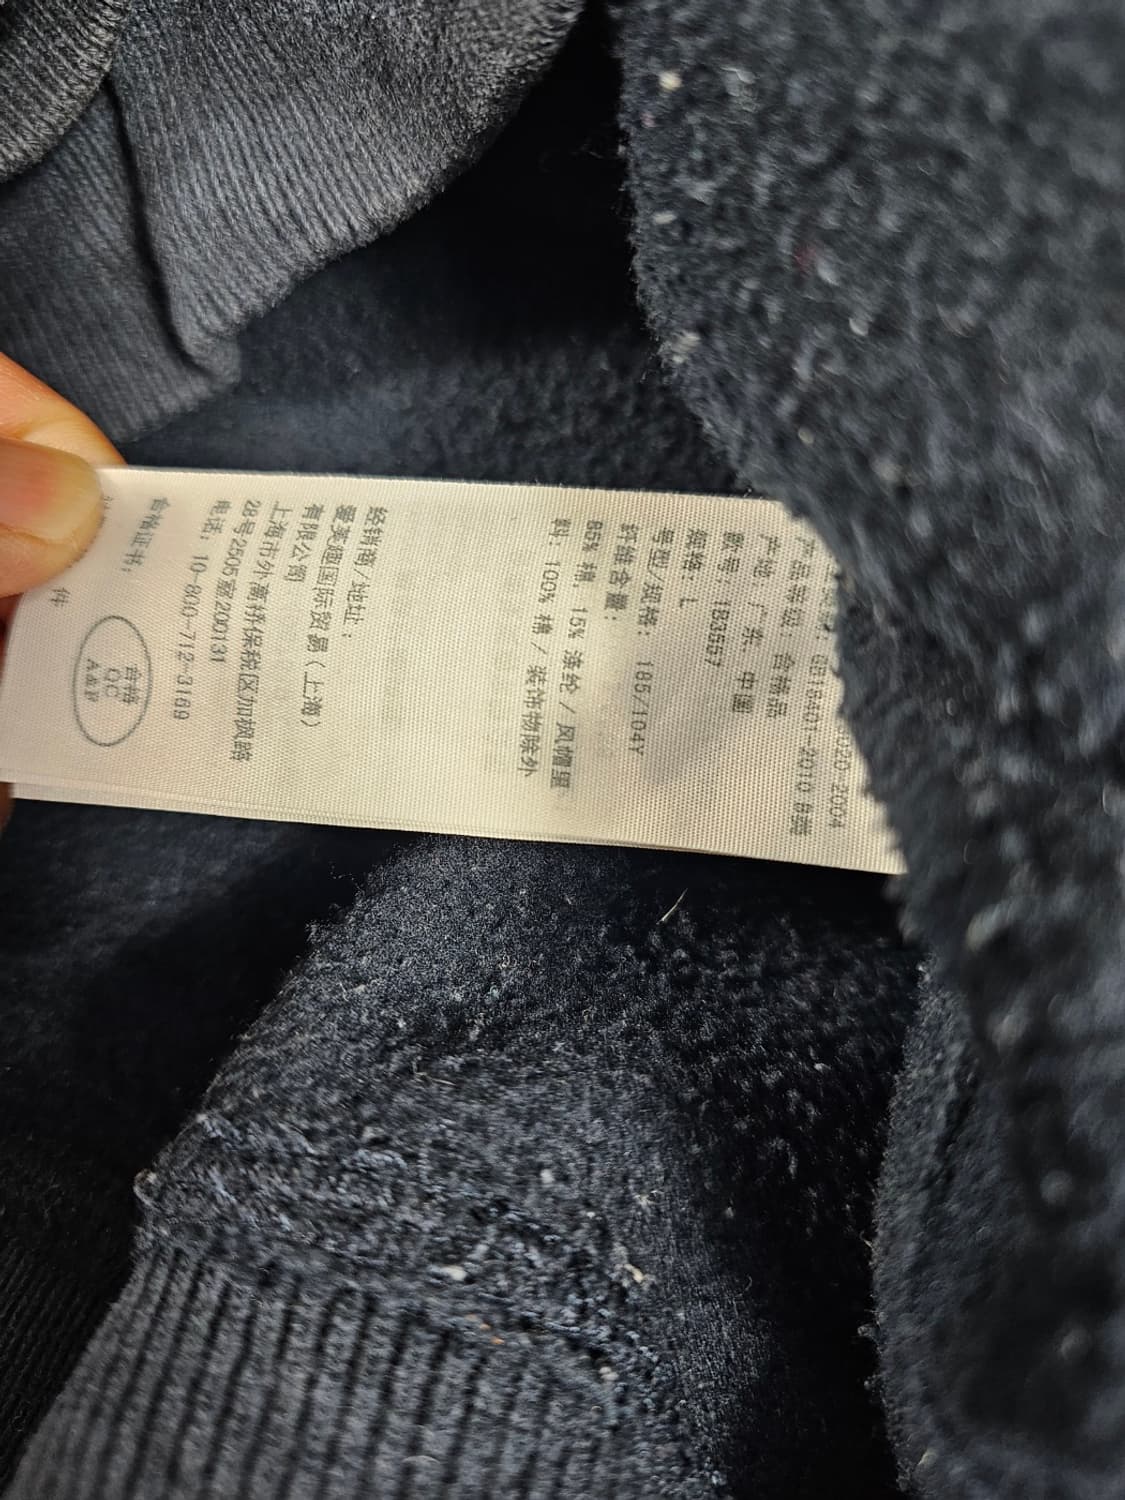 GB18401-2010 B类
产品等级: 合格品
产地: 广东, 中国
款号: 183557
规格: L
号型/规格: 185/104Y
纤维含量:
85% 棉, 15% 涤纶 / 风帽里
料: 100% 棉 / 装饰物除外
经销商/地址:
国际贸易(上海)
有限公司
上海市外高桥保税区加枫路
28号2505室200131
电话: 10-800-712-3169
合格证书:
合格
QC
A&F
件